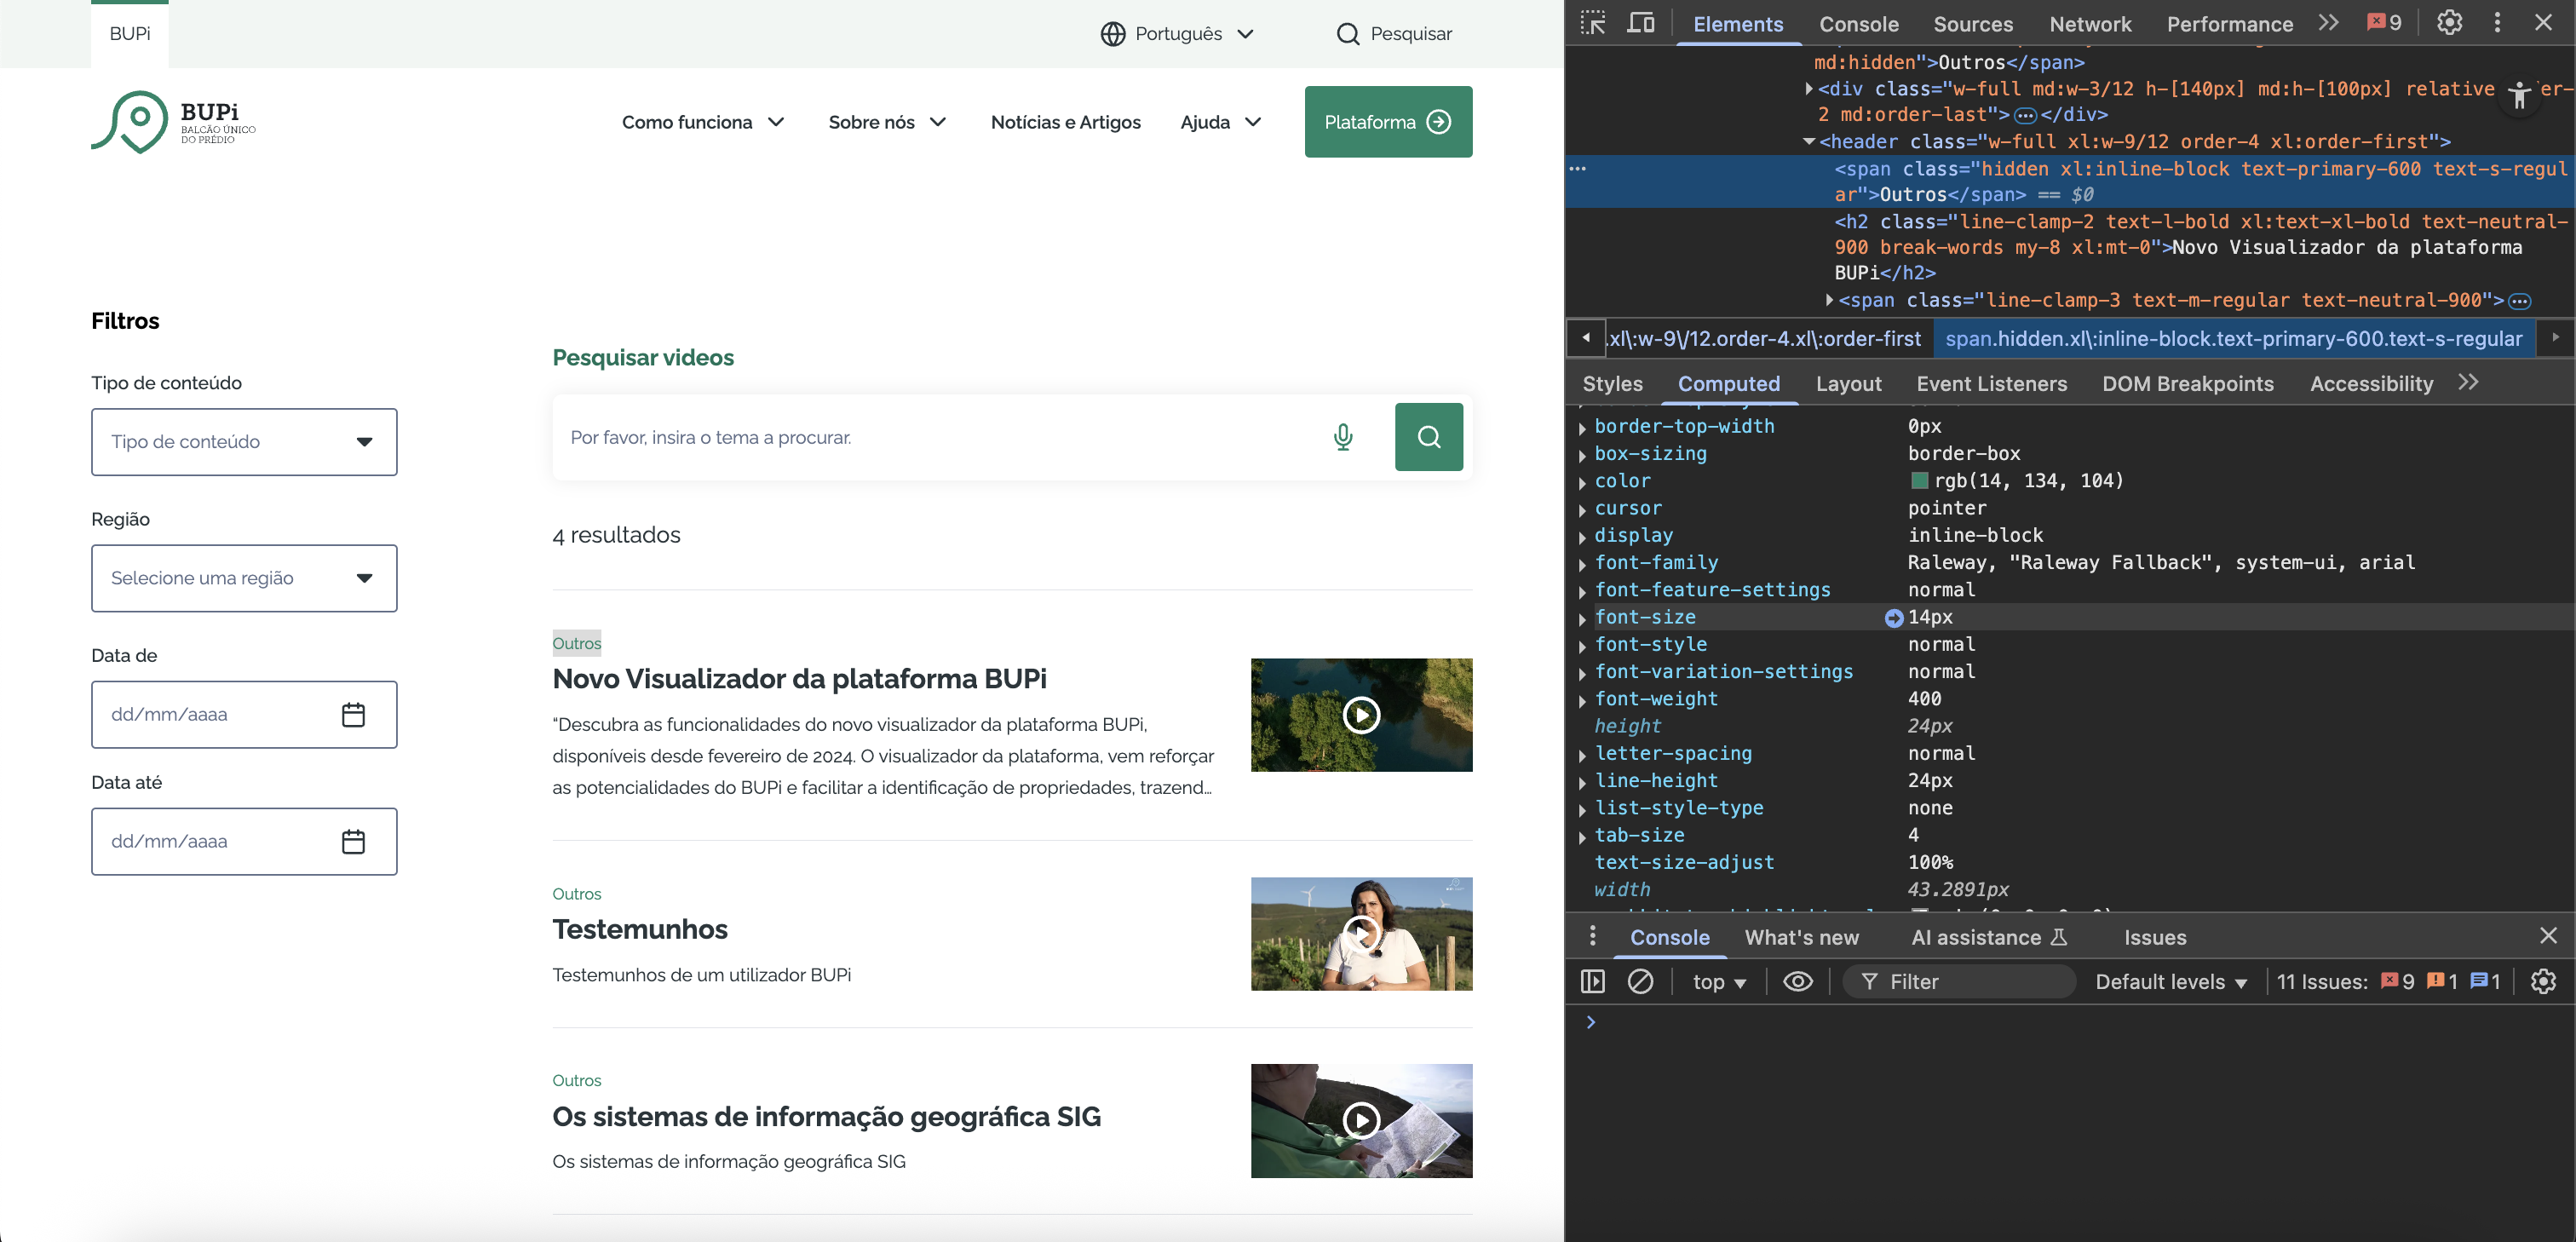 BUPi
Português
Pesquisar
BUPi
BALCÃO ÚNICO
DO PRÉDIO
Como funciona
Sobre nós
Notícias e Artigos
Ajuda
Plataforma
Filtros
Tipo de conteúdo
Tipo de conteúdo
Região
Selecione uma região
Data de
dd/mm/aaaa
Data até
dd/mm/aaaa
Pesquisar videos
Por favor, insira o tema a procurar.
4 resultados
Outros
Novo Visualizador da plataforma BUPi
“Descubra as funcionalidades do novo visualizador da plataforma BUPi,
disponíveis desde fevereiro de 2024. O visualizador da plataforma, vem reforçar
as potencialidades do BUPi e facilitar a identificação de propriedades, trazend…
Outros
Testemunhos
Testemunhos de um utilizador BUPi
Outros
Os sistemas de informação geográfica SIG
Os sistemas de informação geográfica SIG
Elements Console Sources Network Performance 9
md:hidden">Outros</span>
<div class="w-full md:w-3/12 h-[140px] md:h-[100px] relative
2 md:order-last">…</div>
<header class="w-full xl:w-9/12 order-4 xl:order-first">
<span class="hidden xl:inline-block text-primary-600 text-s-regul
ar">Outros</span> == $0
<h2 class="line-clamp-2 text-l-bold xl:text-xl-bold text-neutral-
900 break-words my-8 xl:mt-0">Novo Visualizador da plataforma
BUPi</h2>
<span class="line-clamp-3 text-m-regular text-neutral-900">…
.xl\:w-9\/12.order-4.xl\:order-first span.hidden.xl\:inline-block.text-primary-600.text-s-regular
Styles Computed Layout Event Listeners DOM Breakpoints Accessibility
border-top-width 0px
box-sizing border-box
color rgb(14, 134, 104)
cursor pointer
display inline-block
font-family Raleway, "Raleway Fallback", system-ui, arial
font-feature-settings normal
font-size 14px
font-style normal
font-variation-settings normal
font-weight 400
height 24px
letter-spacing normal
line-height 24px
list-style-type none
tab-size 4
text-size-adjust 100%
width 43.2891px
Console What's new AI assistance Issues
top Filter Default levels 11 Issues: 9 1 1